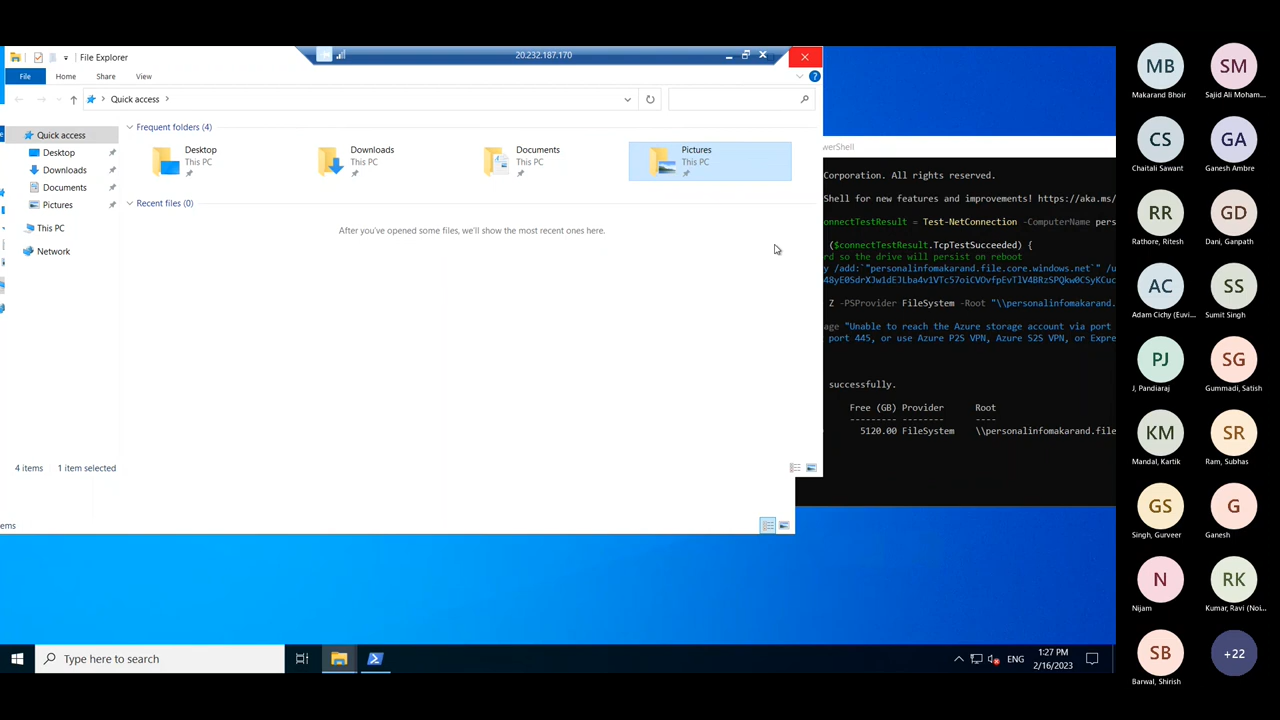 File Explorer
20.232.187.170
File
Home
Share
View
Quick access
Frequent folders (4)
Quick access
Desktop
Downloads
Documents
Pictures
This PC
Network
Desktop
This PC
Downloads
This PC
Documents
This PC
Pictures
This PC
Recent files (0)
After you've opened some files, we'll show the most recent ones here.
4 items
1 item selected
ems
erShell
Corporation. All rights reserved.
Shell for new features and improvements! https://aka.ms/
onnectTestResult = Test-NetConnection -ComputerName pers
($connectTestResult.TcpTestSucceeded) {
rd so the drive will persist on reboot
y /add:`"personalinfomakarand.file.core.windows.net`" /u
Z -PSProvider FileSystem -Root "\\personalinfomakarand.
age "Unable to reach the Azure storage account via port
port 445, or use Azure P2S VPN, Azure S2S VPN, or Expre
successfully.
Free (GB) Provider Root
-------- -------- ----
5120.00 FileSystem \\personalinfomakarand.file
Type here to search
ENG
1:27 PM
2/16/2023
MB
Makarand Bhoir
SM
Sajid Ali Moham...
CS
Chaitali Sawant
GA
Ganesh Ambre
RR
Rathore, Ritesh
GD
Dani, Ganpath
AC
Adam Cichy (Euvi...
SS
Sumit Singh
PJ
J, Pandiaraj
SG
Gummadi, Satish
KM
Mandal, Kartik
SR
Ram, Subhas
GS
Singh, Gurveer
G
Ganesh
N
Nijam
RK
Kumar, Ravi (Noi...
SB
Barwal, Shirish
+22